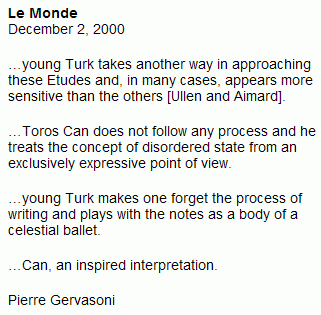 Le Monde
December 2, 2000
…young Turk takes another way in approaching
these Etudes and, in many cases, appears more
sensitive than the others [Ullen and Aimard].
…Toros Can does not follow any process and he
treats the concept of disordered state from an
exclusively expressive point of view.
…young Turk makes one forget the process of
writing and plays with the notes as a body of a
celestial ballet.
…Can, an inspired interpretation.
Pierre Gervasoni